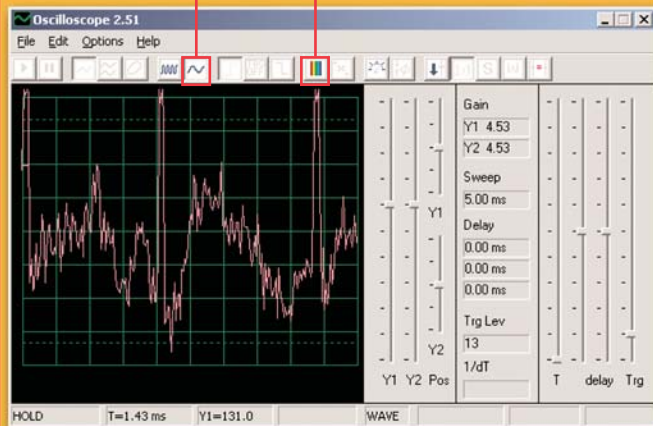 Oscilloscope 2.51
File Edit Options Help
Gain
Y1 4.53
Y2 4.53
Sweep
5.00 ms
Y1
Delay
0.00 ms
0.00 ms
0.00 ms
Trg Lev
13
Y2
1/dT
Y1 Y2 Pos
T delay Trg
HOLD T=1.43 ms Y1=131.0 WAVE